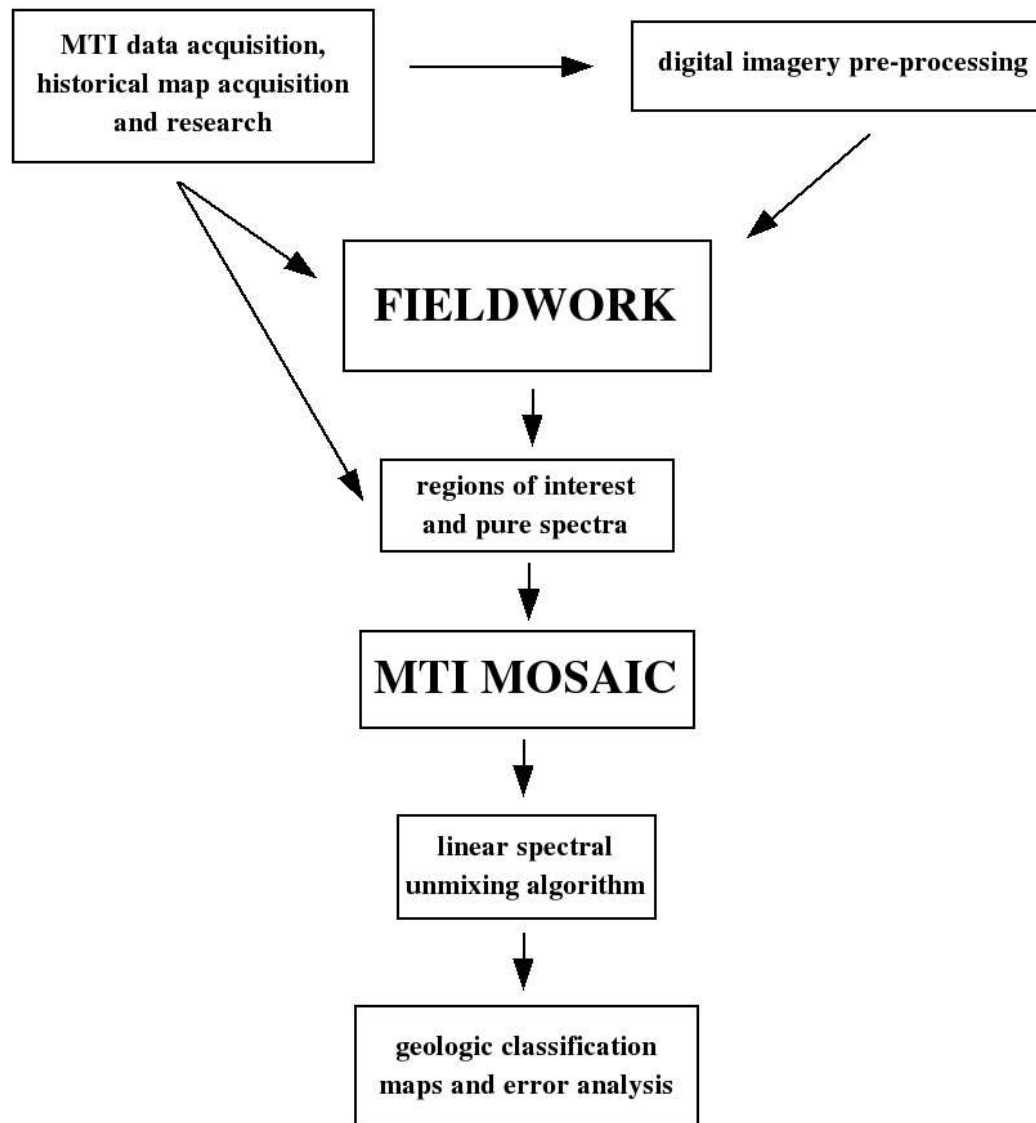 MTI data acquisition,
historical map acquisition
and research
digital imagery pre-processing
FIELDWORK
regions of interest
and pure spectra
MTI MOSAIC
linear spectral
unmixing algorithm
geologic classification
maps and error analysis